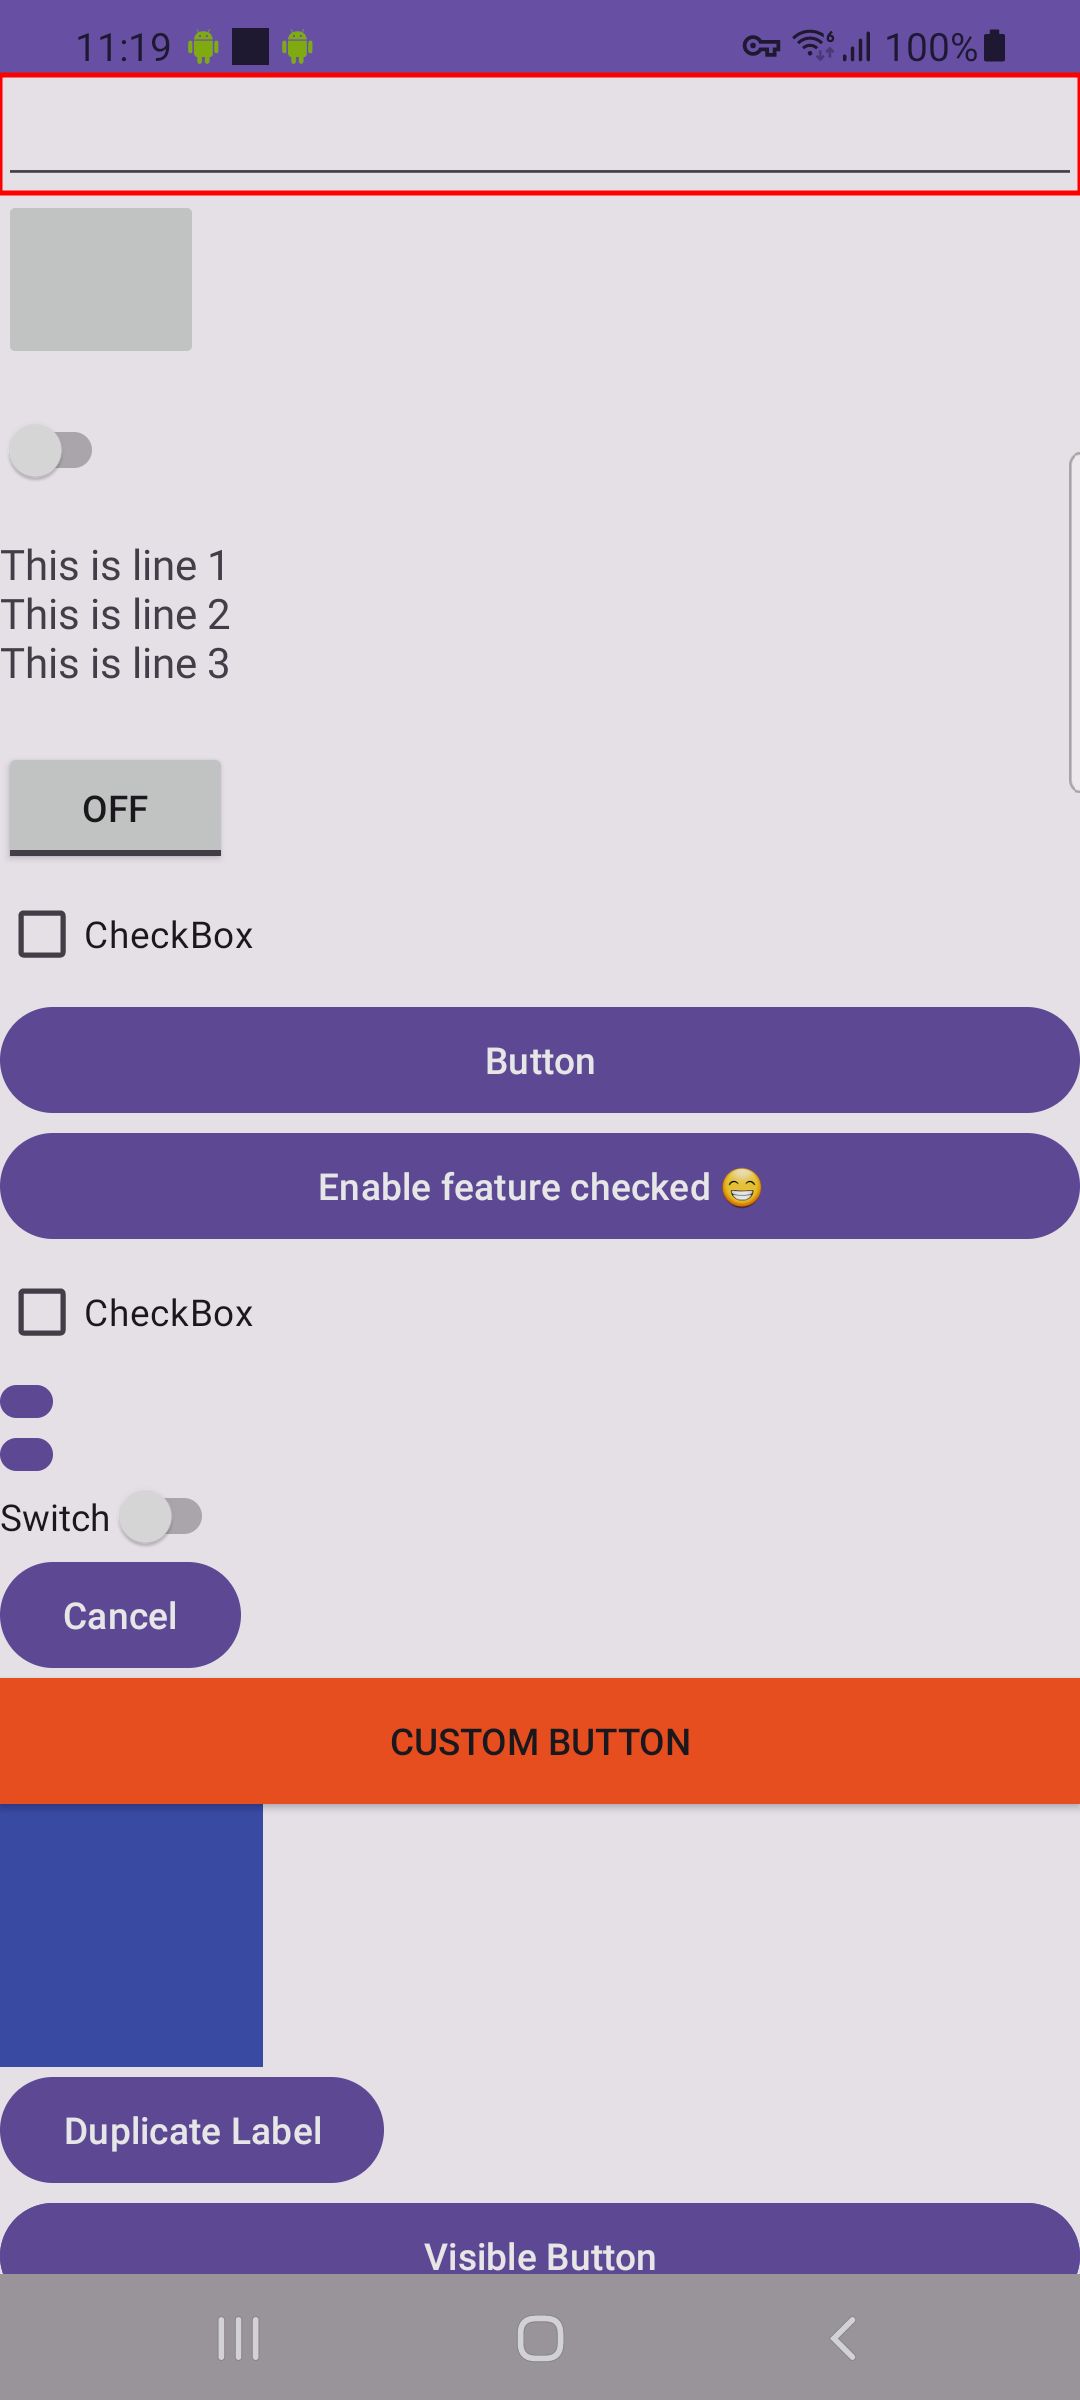 11:19 100%
This is line 1
This is line 2
This is line 3
OFF
CheckBox
Button
Enable feature checked 😁
CheckBox
Switch
Cancel
CUSTOM BUTTON
Duplicate Label
Visible Button